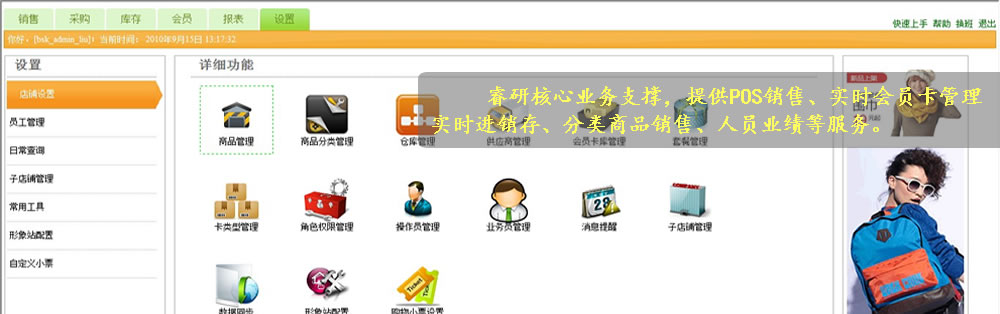 销售 采购 库存 会员 报表 设置
快速上手 帮助 换班 退出
你好, [bsk_admin_liu]: 当前时间: 2010年9月15日 13:17:32
设置
店铺设置
员工管理
日常查询
子店铺管理
常用工具
形象站配置
自定义小票
详细功能
睿研核心业务支撑，提供POS销售、实时会员卡管理
实时进销存、分类商品销售、人员业绩等服务。
商品管理 商品分类管理 仓库管理 供应商管理 会员卡库管理 套餐管理
卡类型管理 角色权限管理 操作员管理 业务员管理 消息提醒 子店铺管理
数据同步 形象站配置 购物小票设置
新品上架